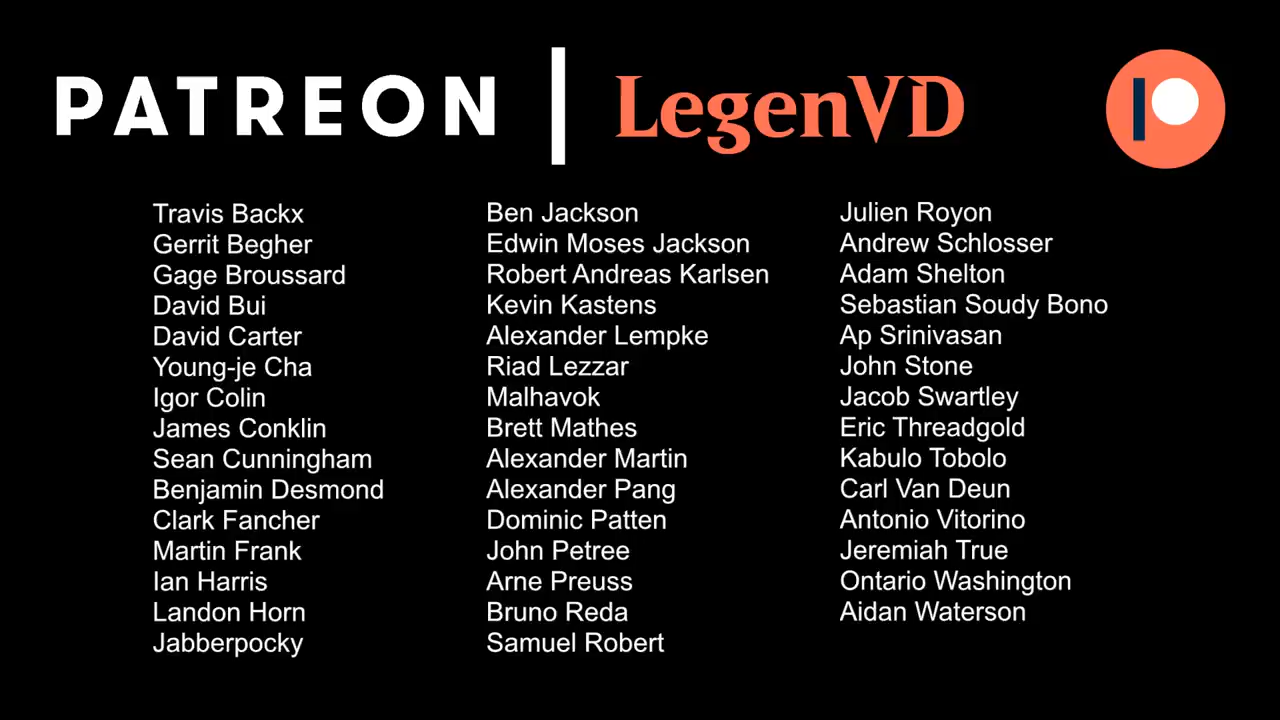 PATREON | LegenVD
Travis Backx
Gerrit Begher
Gage Broussard
David Bui
David Carter
Young-je Cha
Igor Colin
James Conklin
Sean Cunningham
Benjamin Desmond
Clark Fancher
Martin Frank
Ian Harris
Landon Horn
Jabberpocky
Ben Jackson
Edwin Moses Jackson
Robert Andreas Karlsen
Kevin Kastens
Alexander Lempke
Riad Lezzar
Malhavok
Brett Mathes
Alexander Martin
Alexander Pang
Dominic Patten
John Petree
Arne Preuss
Bruno Reda
Samuel Robert
Julien Royon
Andrew Schlosser
Adam Shelton
Sebastian Soudy Bono
Ap Srinivasan
John Stone
Jacob Swartley
Eric Threadgold
Kabulo Tobolo
Carl Van Deun
Antonio Vitorino
Jeremiah True
Ontario Washington
Aidan Waterson